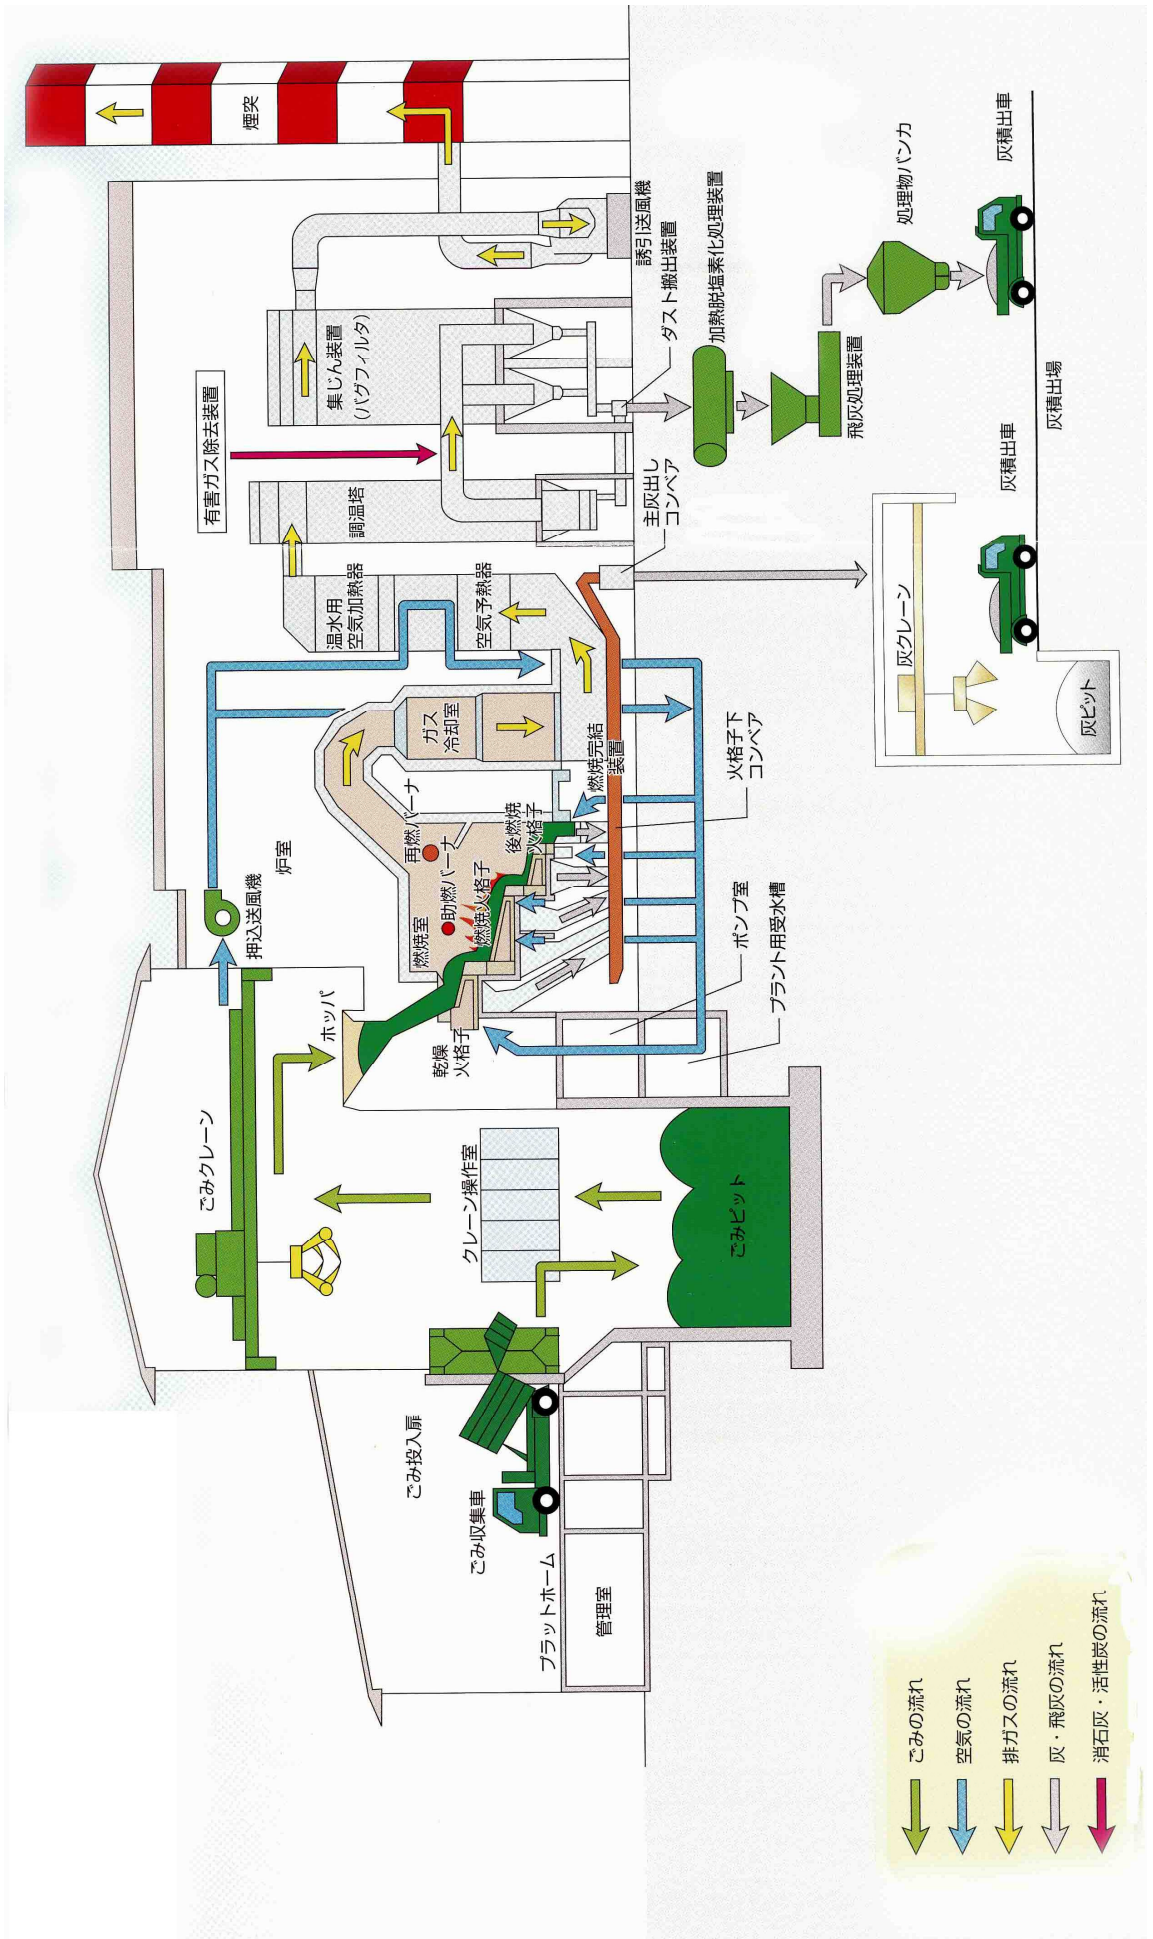 煙突
有害ガス除去装置
集じん装置
(バグフィルタ)
誘引送風機
調温塔
温水用
空気加熱器
空気予熱器
ダスト搬出装置
加熱脱塩素化処理装置
飛灰処理装置
処理物バンカ
灰積出車
灰積出場
灰積出車
主灰出し
コンベア
灰クレーン
灰ピット
ガス
冷却室
炉室
押込送風機
再燃バーナ
助燃バーナ
燃焼室
燃焼火格子
後燃焼
火格子
燃焼完結
装置
火格子下
コンベア
乾燥
火格子
ホッパ
ポンプ室
プラント用受水槽
ごみクレーン
クレーン操作室
ごみピット
ごみ投入扉
ごみ収集車
プラットホーム
管理室
ごみの流れ
空気の流れ
排ガスの流れ
灰・飛灰の流れ
消石灰・活性炭の流れ